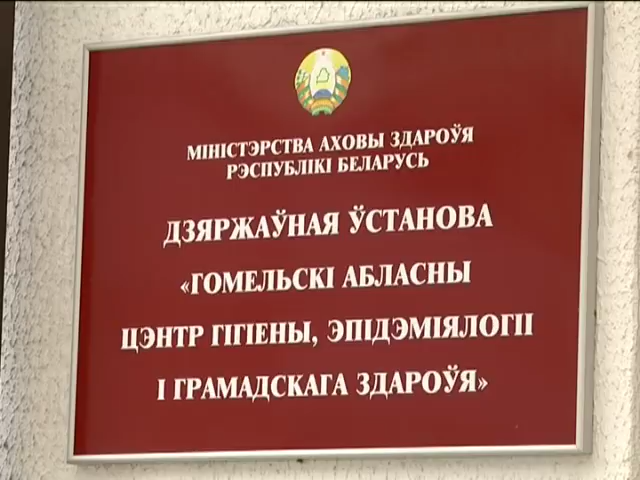 МІНІСТЭРСТВА АХОВЫ ЗДАРОЎЯ
РЭСПУБЛІКІ БЕЛАРУСЬ
ДЗЯРЖАЎНАЯ ЎСТАНОВА
«ГОМЕЛЬСКІ АБЛАСНЫ
ЦЭНТР ГІГІЕНЫ, ЭПІДЭМІЯЛОГІІ
І ГРАМАДСКАГА ЗДАРОЎЯ»